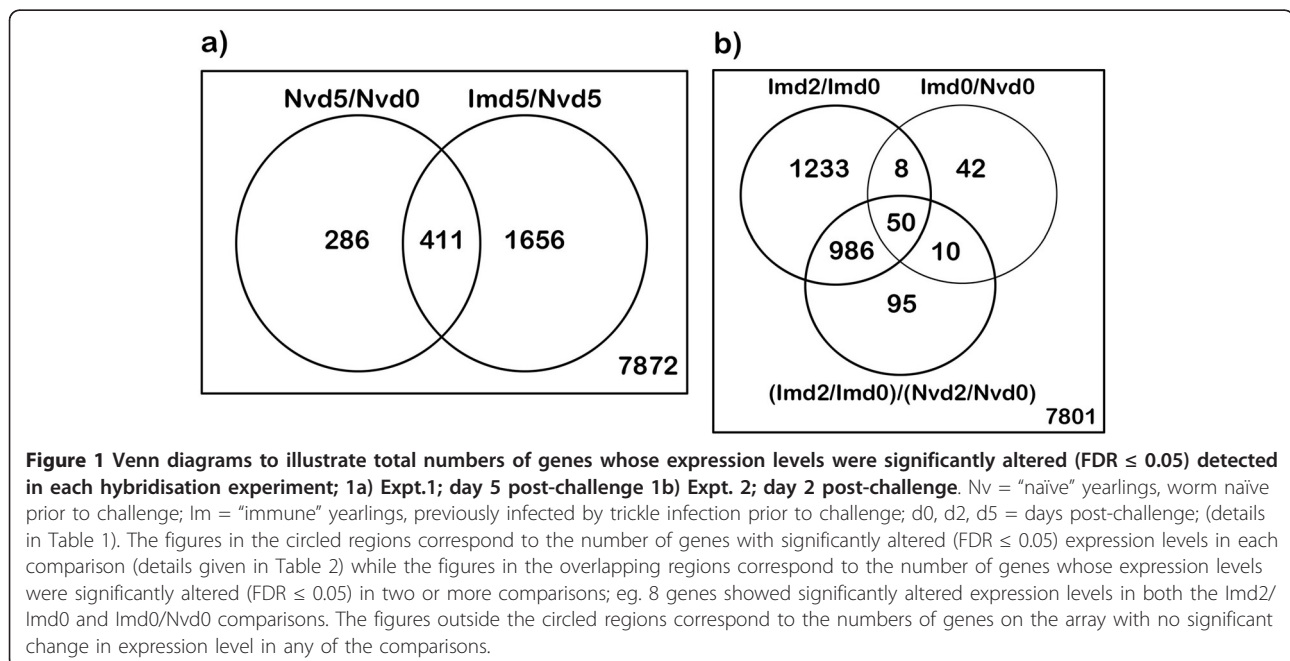 a)
Nvd5/Nvd0 Imd5/Nvd5
286 411 1656
7872
b)
Imd2/Imd0 Imd0/Nvd0
1233 8 42
50
986 10
95
(Imd2/Imd0)/(Nvd2/Nvd0)
7801
Figure 1 Venn diagrams to illustrate total numbers of genes whose expression levels were significantly altered (FDR ≤ 0.05) detected
in each hybridisation experiment; 1a) Expt.1; day 5 post-challenge 1b) Expt. 2; day 2 post-challenge. Nv = “naïve” yearlings, worm naïve
prior to challenge; Im = “immune” yearlings, previously infected by trickle infection prior to challenge; d0, d2, d5 = days post-challenge; (details
in Table 1). The figures in the circled regions correspond to the number of genes with significantly altered (FDR ≤ 0.05) expression levels in each
comparison (details given in Table 2) while the figures in the overlapping regions correspond to the number of genes whose expression levels
were significantly altered (FDR ≤ 0.05) in two or more comparisons; eg. 8 genes showed significantly altered expression levels in both the Imd2/
Imd0 and Imd0/Nvd0 comparisons. The figures outside the circled regions correspond to the numbers of genes on the array with no significant
change in expression level in any of the comparisons.